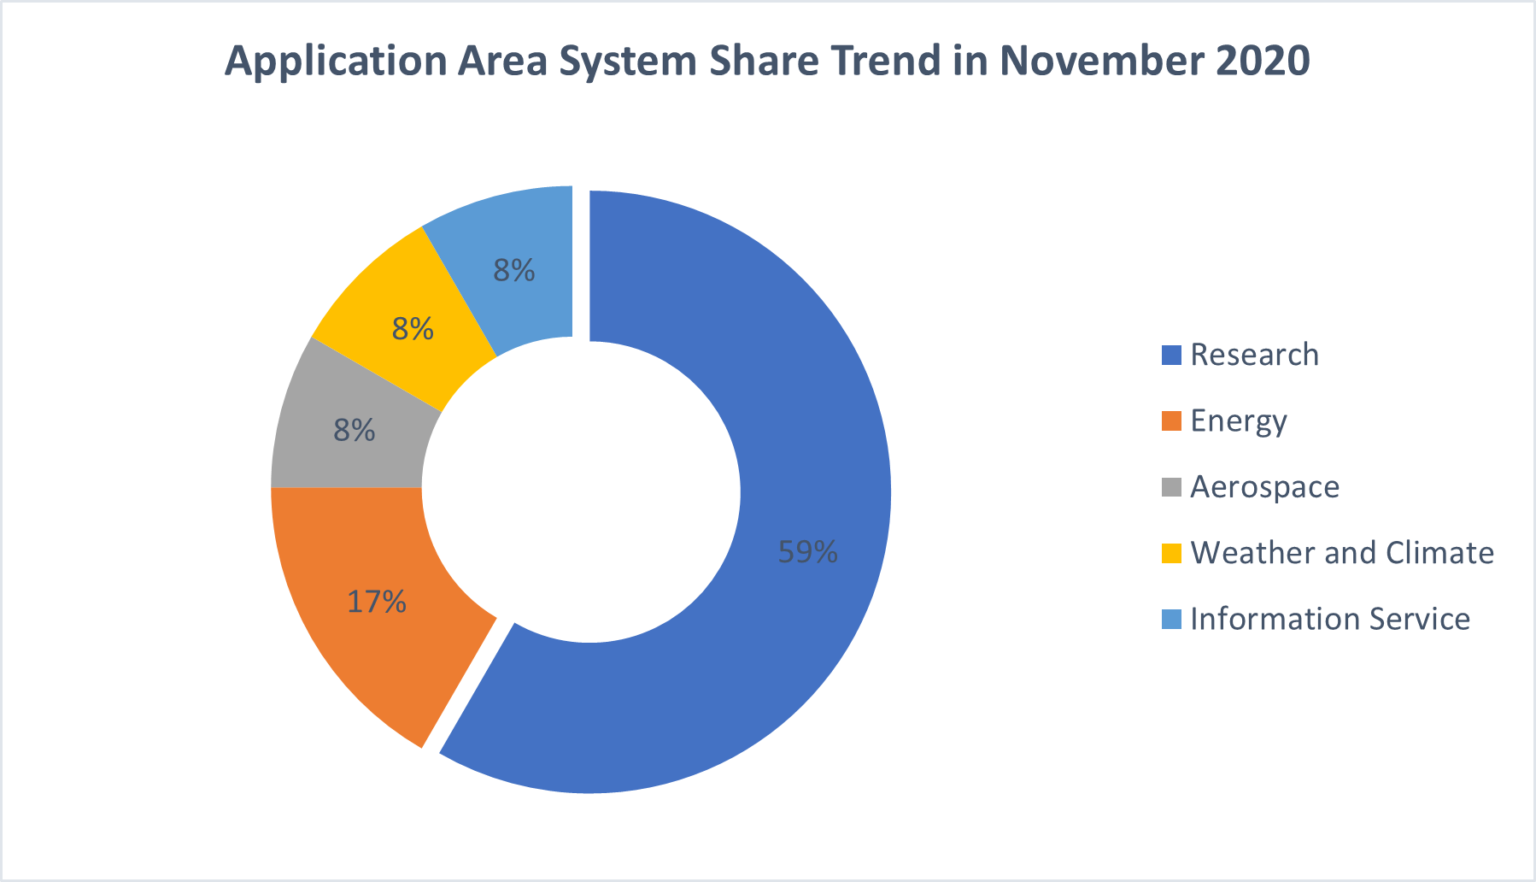 Application Area System Share Trend in November 2020
8%
8%
8%
17%
59%
Research
Energy
Aerospace
Weather and Climate
Information Service